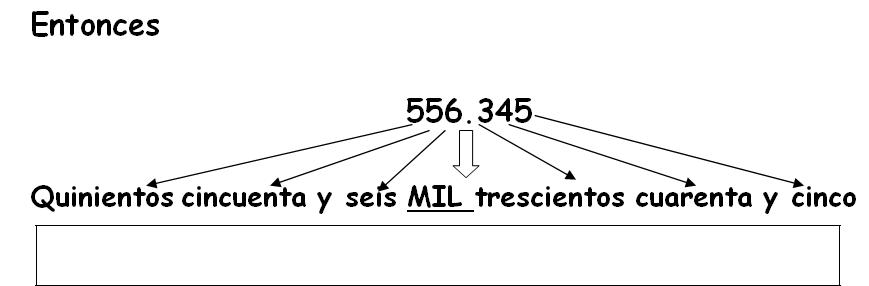 Entonces
556.345
Quinientos cincuenta y seis MIL trescientos cuarenta y cinco